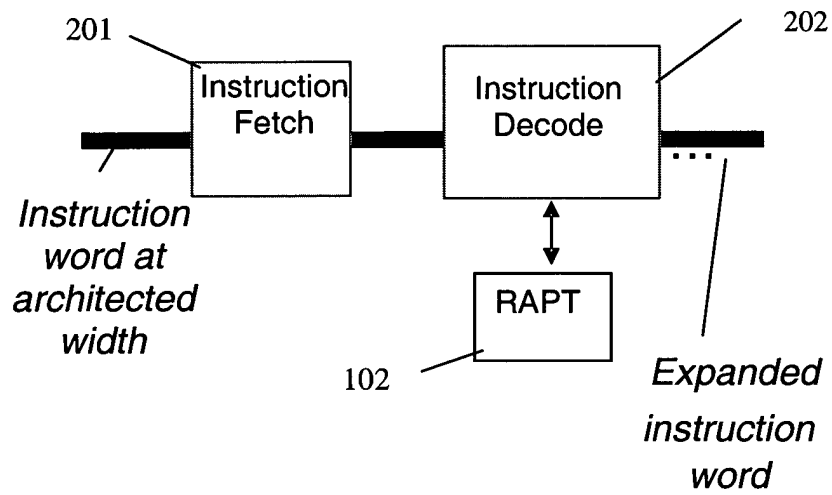 201
202
Instruction
Fetch
Instruction
Decode
...
Instruction
word at
architected
width
RAPT
102
Expanded
instruction
word